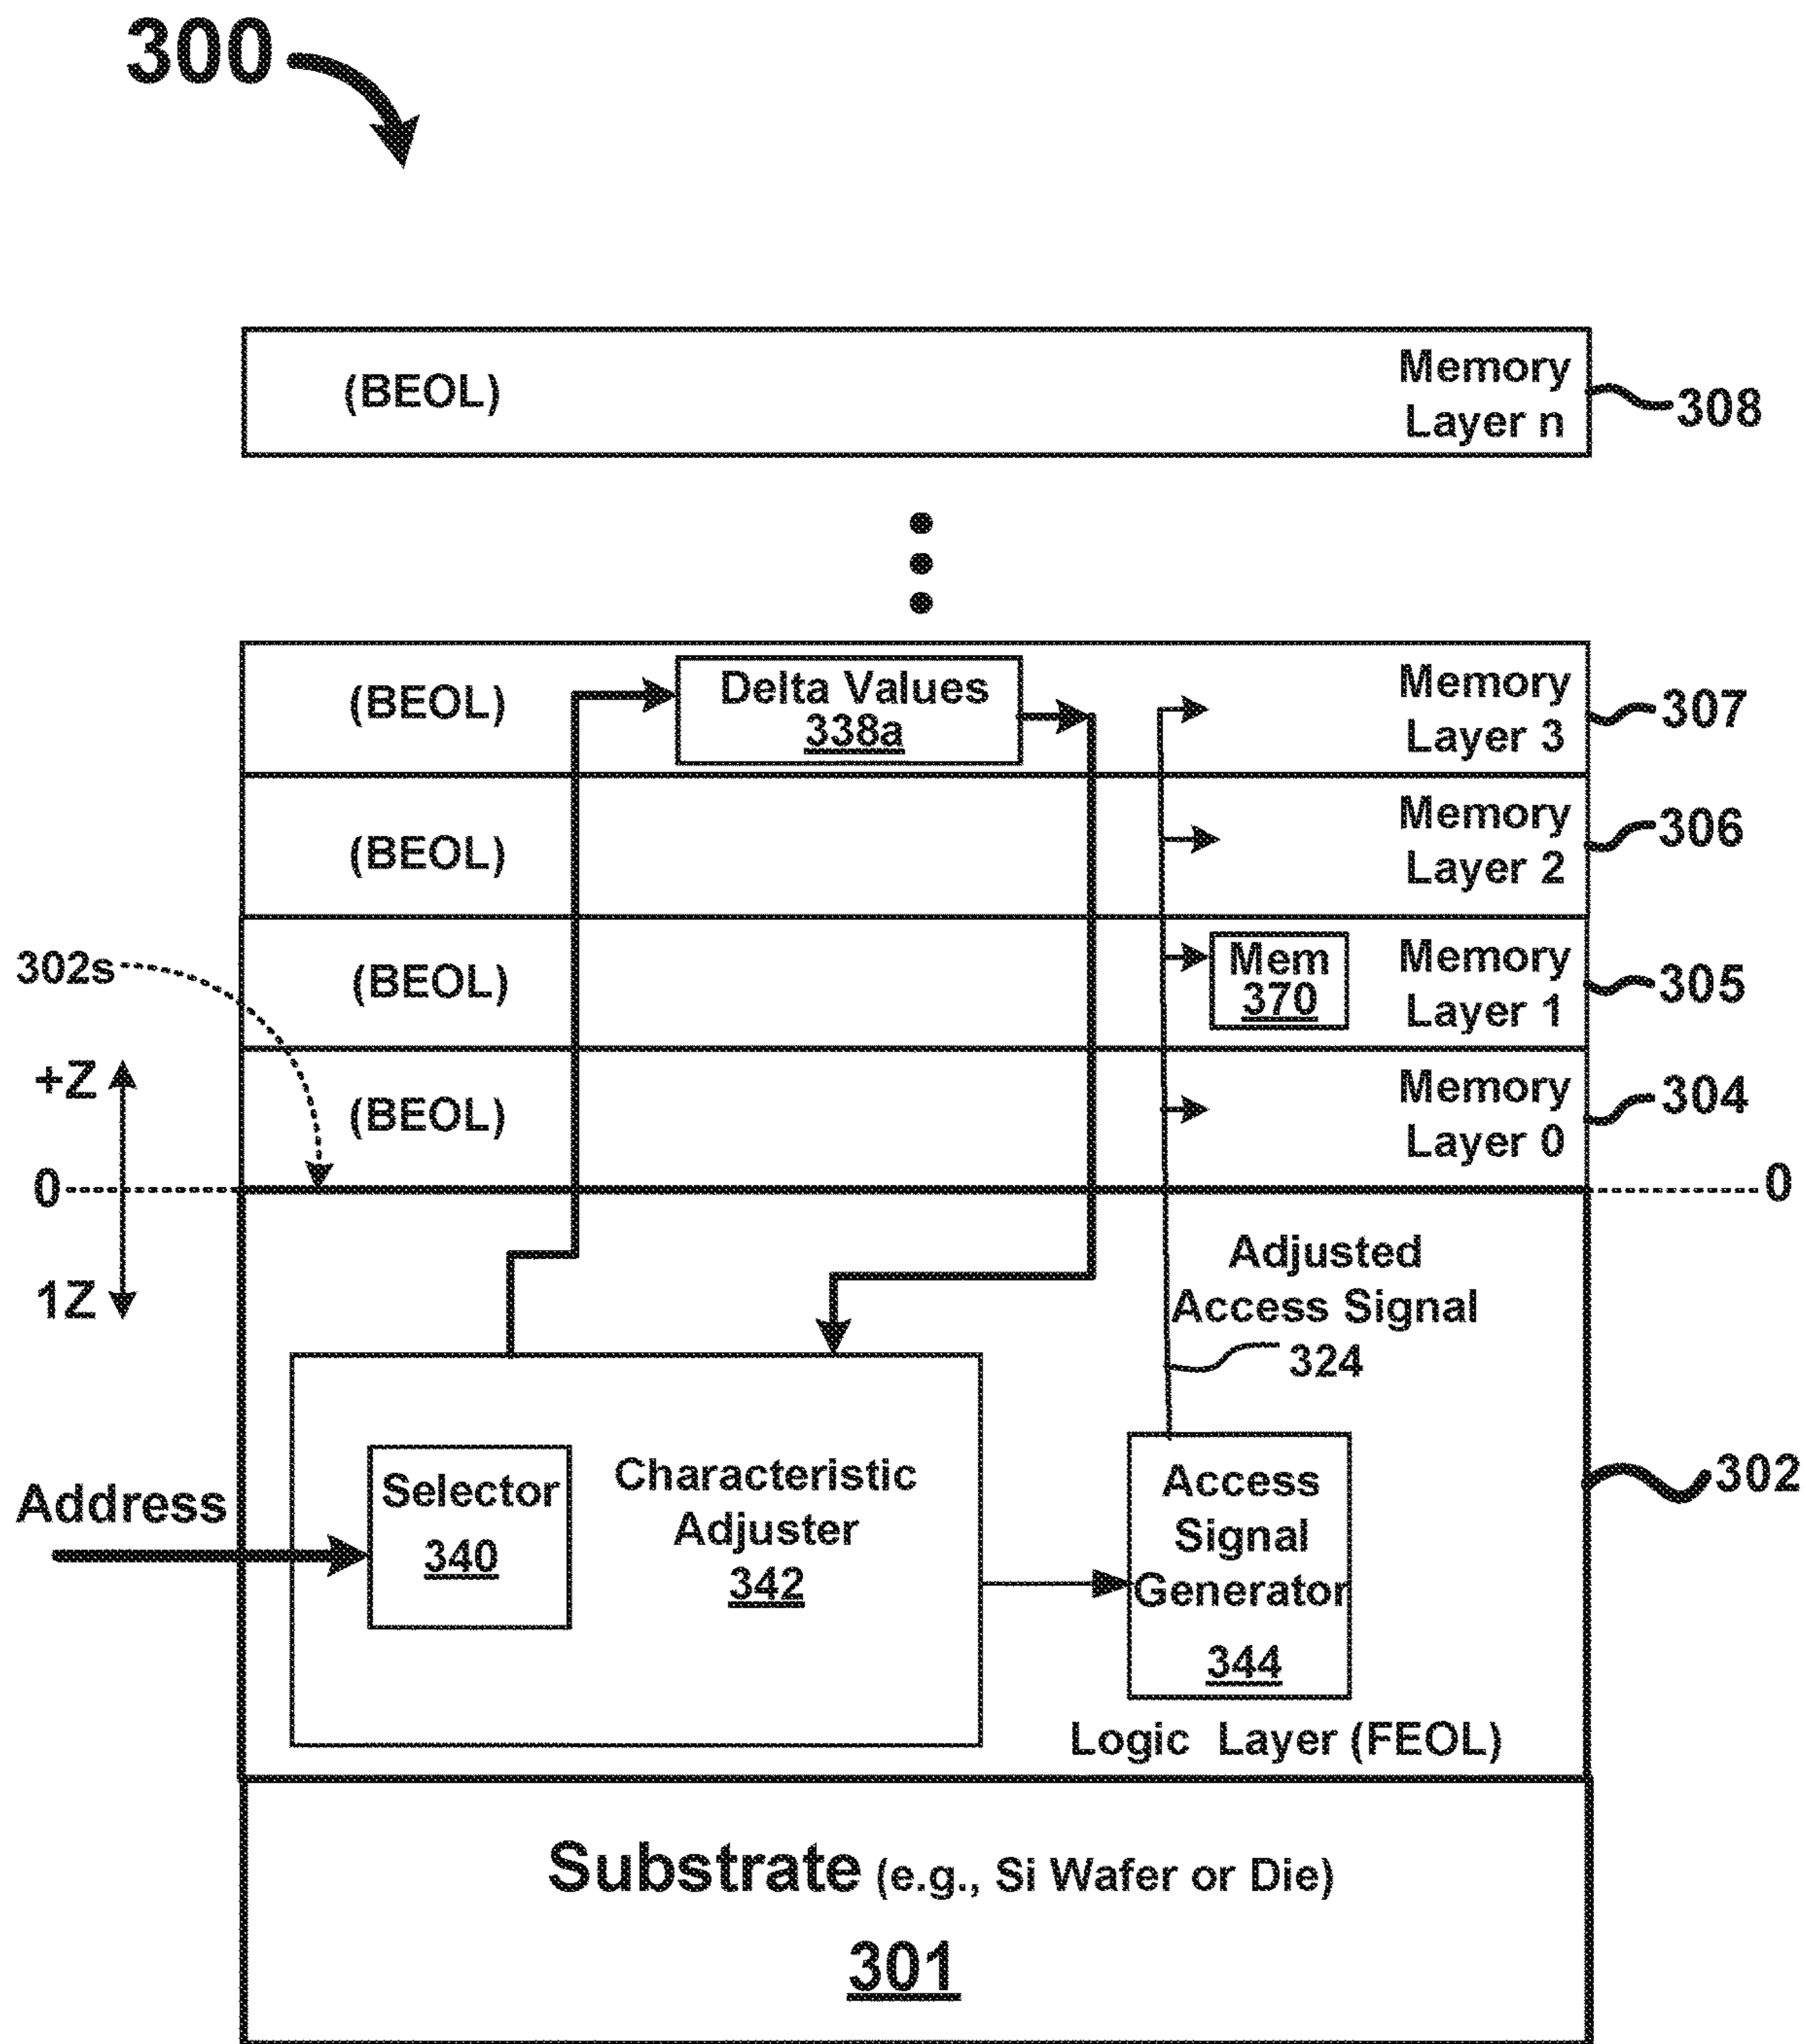 300
(BEOL)
Memory
Layer n
308
(BEOL)
Delta Values
338a
Memory
Layer 3
307
(BEOL)
Memory
Layer 2
306
302s
(BEOL)
Mem
370
Memory
Layer 1
305
+Z
(BEOL)
Memory
Layer 0
304
0
0
1Z
Adjusted
Access Signal
324
Address
Selector
340
Characteristic
Adjuster
342
Access
Signal
Generator
344
302
Logic Layer (FEOL)
Substrate (e.g., Si Wafer or Die)
301